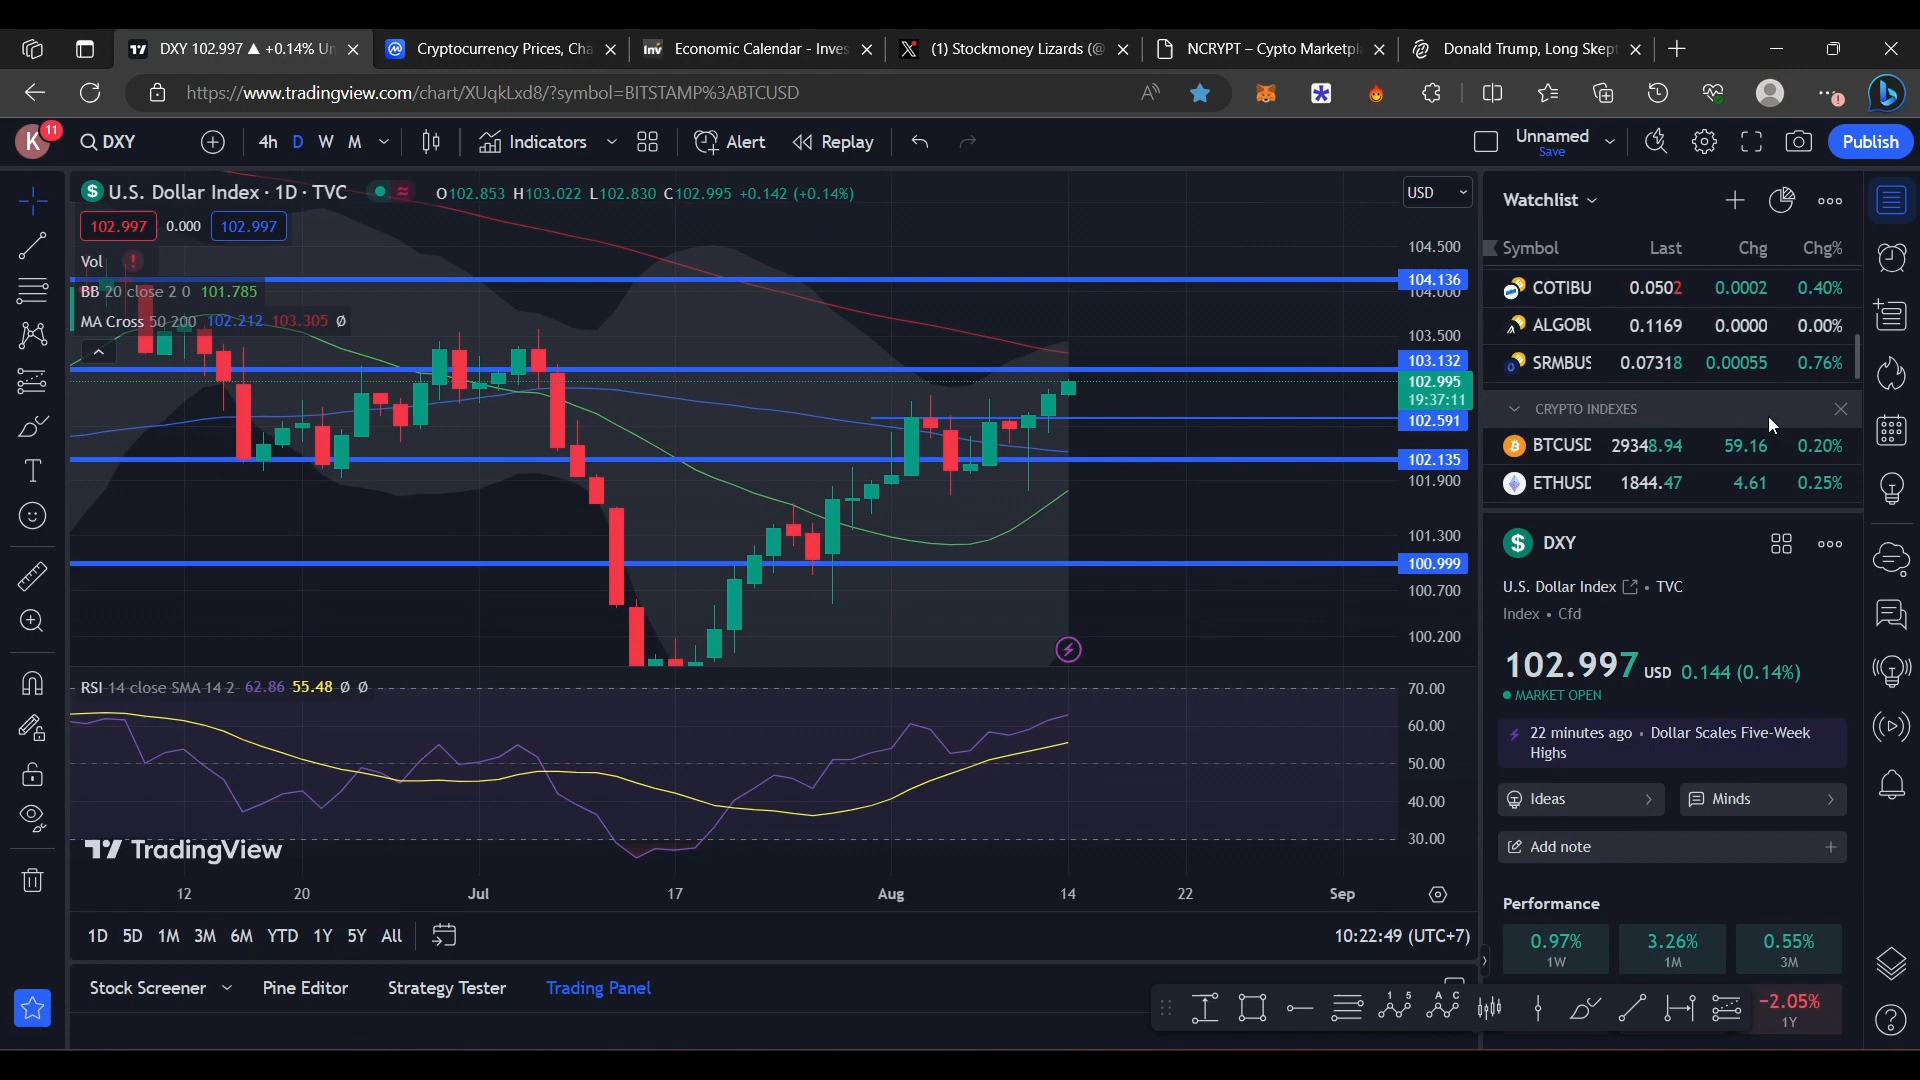 DXY 102.997 ▲ +0.14% Un
Cryptocurrency Prices, Cha
Economic Calendar - Inves
(1) Stockmoney Lizards (@
NCRYPT – Cypto Marketpl
Donald Trump, Long Skept
https://www.tradingview.com/chart/XUqkLxd8/?symbol=BITSTAMP%3ABTCUSD
K 11 DXY 4h D W M Indicators Alert Replay Unnamed Save Publish
U.S. Dollar Index · 1D · TVC O102.853 H103.022 L102.830 C102.995 +0.142 (+0.14%) USD
102.997 0.000 102.997
Vol
BB 20 close 2 0 101.785
MA Cross 50 200 102.212 103.305 Ø
104.500
104.136
104.000
103.500
103.132
102.995
19:37:11
102.591
102.135
101.900
101.300
100.999
100.700
100.200
RSI 14 close SMA 14 2 62.86 55.48 Ø Ø
70.00
60.00
50.00
40.00
30.00
TradingView
12 20 Jul 17 Aug 14 22 Sep
1D 5D 1M 3M 6M YTD 1Y 5Y All 10:22:49 (UTC+7)
Stock Screener Pine Editor Strategy Tester Trading Panel
Watchlist
Symbol Last Chg Chg%
COTIBU 0.0502 0.0002 0.40%
ALGOBU 0.1169 0.0000 0.00%
SRMBUS 0.07318 0.00055 0.76%
CRYPTO INDEXES
BTCUSD 29348.94 59.16 0.20%
ETHUSD 1844.47 4.61 0.25%
DXY
U.S. Dollar Index • TVC
Index • Cfd
102.997 USD 0.144 (0.14%)
MARKET OPEN
22 minutes ago • Dollar Scales Five-Week
Highs
Ideas Minds
Add note
Performance
0.97% 3.26% 0.55%
1W 1M 3M
-2.05%
1Y